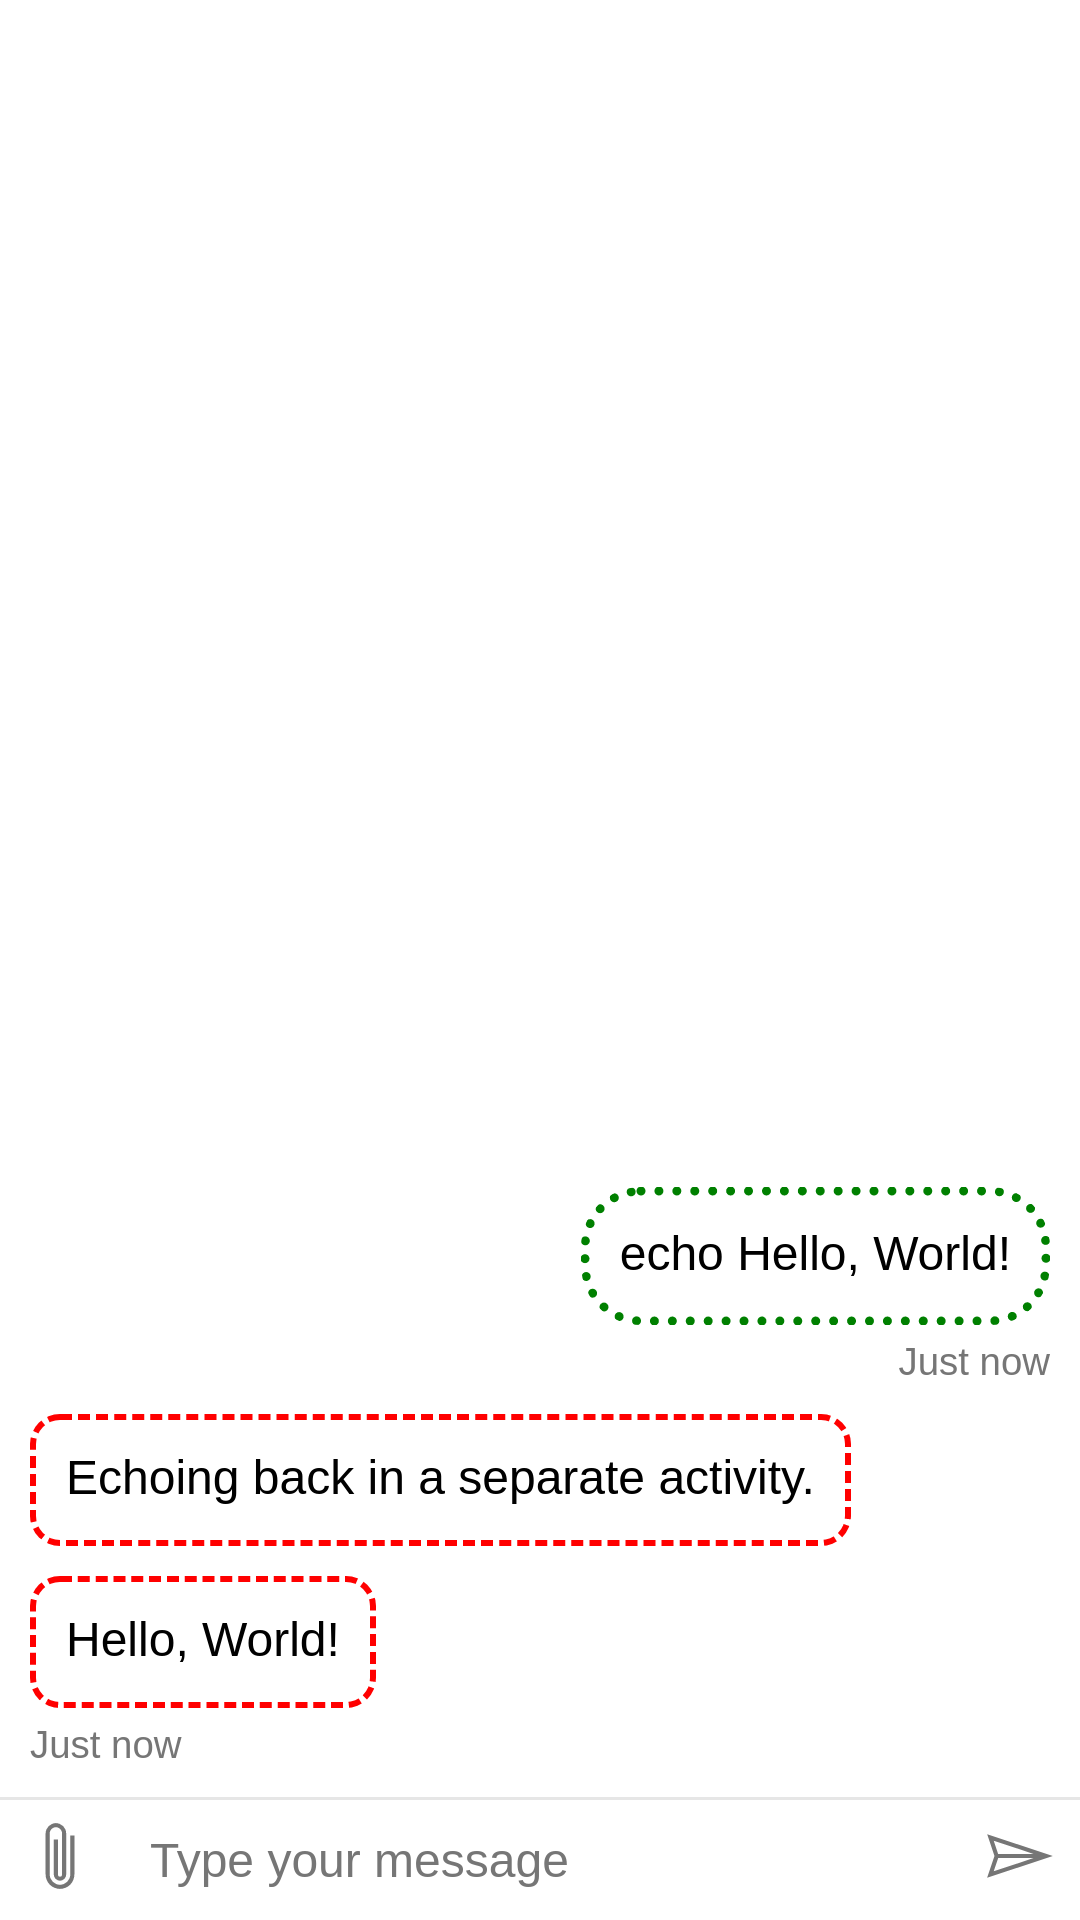 echo Hello, World!
Just now
Echoing back in a separate activity.
Hello, World!
Just now
Type your message